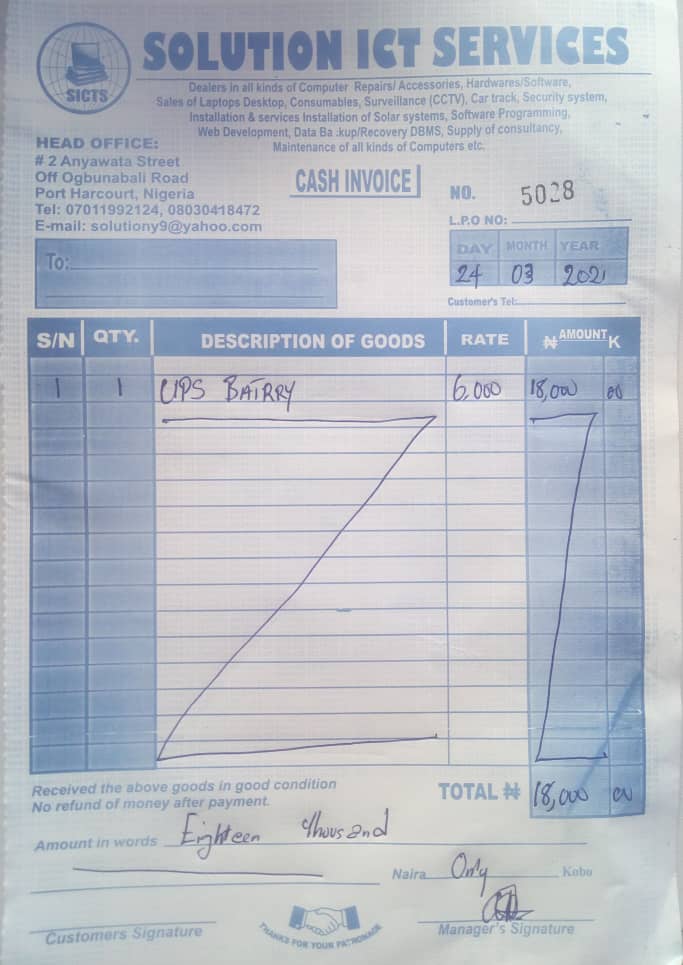 SICTS
SOLUTION ICT SERVICES
Dealers in all kinds of Computer Repairs/ Accessories, Hardwares/Software,
Sales of Laptops Desktop, Consumables, Surveillance (CCTV), Car track, Security system,
Installation & services Installation of Solar systems, Software Programming,
Web Development, Data Ba :kup/Recovery DBMS, Supply of consultancy,
Maintenance of all kinds of Computers etc.
HEAD OFFICE:
# 2 Anyawata Street
Off Ogbunabali Road
Port Harcourt, Nigeria
Tel: 07011992124, 08030418472
E-mail: solutiony9@yahoo.com
CASH INVOICE
NO. 5028
L.P.O NO:
To:
DAY MONTH YEAR
24 03 2021
Customer's Tel:
S/N QTY. DESCRIPTION OF GOODS RATE ₦ AMOUNT K
1 1 UPS BATRRY 6,000 18,000 00
Received the above goods in good condition
No refund of money after payment.
TOTAL ₦ 18,000 00
Amount in words Eighteen thousand
Naira Only Kobo
Customers Signature
THANKS FOR YOUR PATRONAGE
Manager's Signature